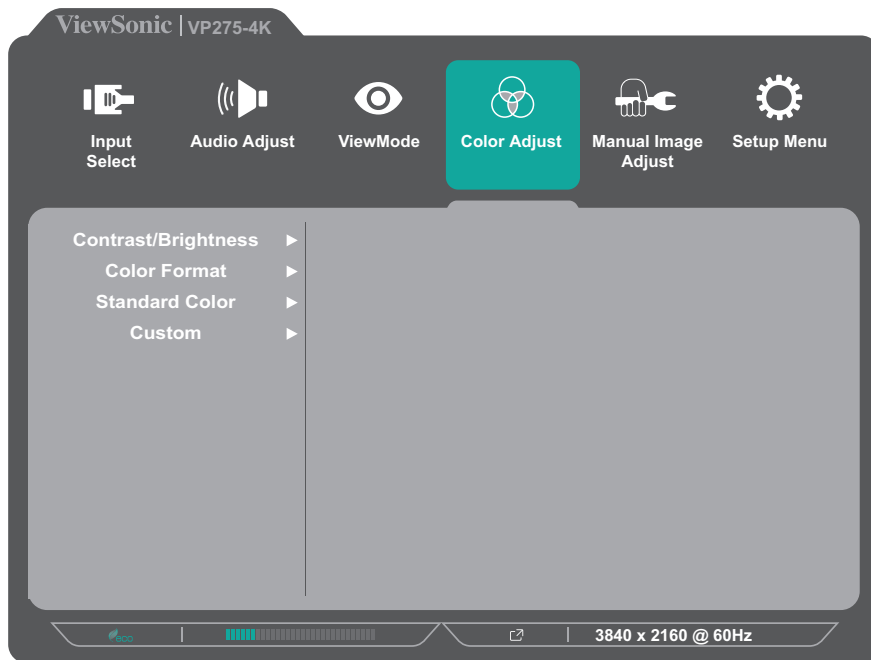 ViewSonic | VP275-4K
Input
Select
Audio Adjust
ViewMode
Color Adjust
Manual Image
Adjust
Setup Menu
Contrast/Brightness
Color Format
Standard Color
Custom
eco
3840 x 2160 @ 60Hz